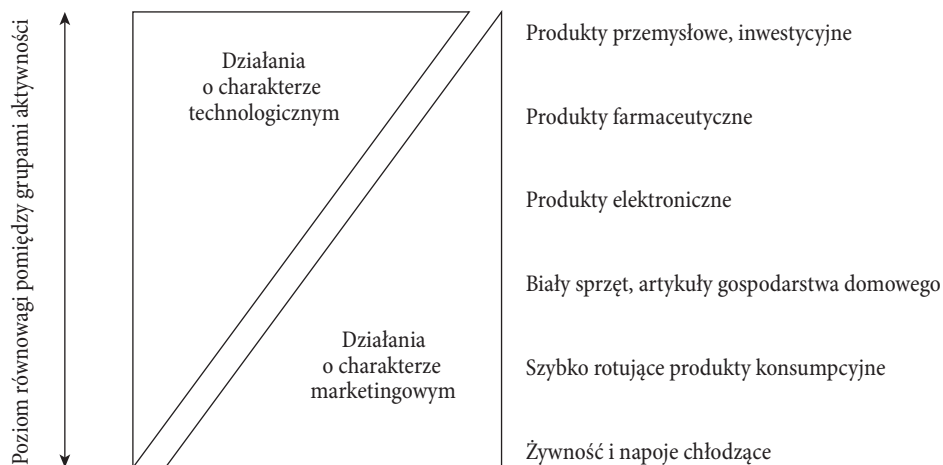 Poziom równowagi pomiędzy grupami aktywności
Działania
o charakterze
technologicznym
Działania
o charakterze
marketingowym
Produkty przemysłowe, inwestycyjne
Produkty farmaceutyczne
Produkty elektroniczne
Biały sprzęt, artykuły gospodarstwa domowego
Szybko rotujące produkty konsumpcyjne
Żywność i napoje chłodzące